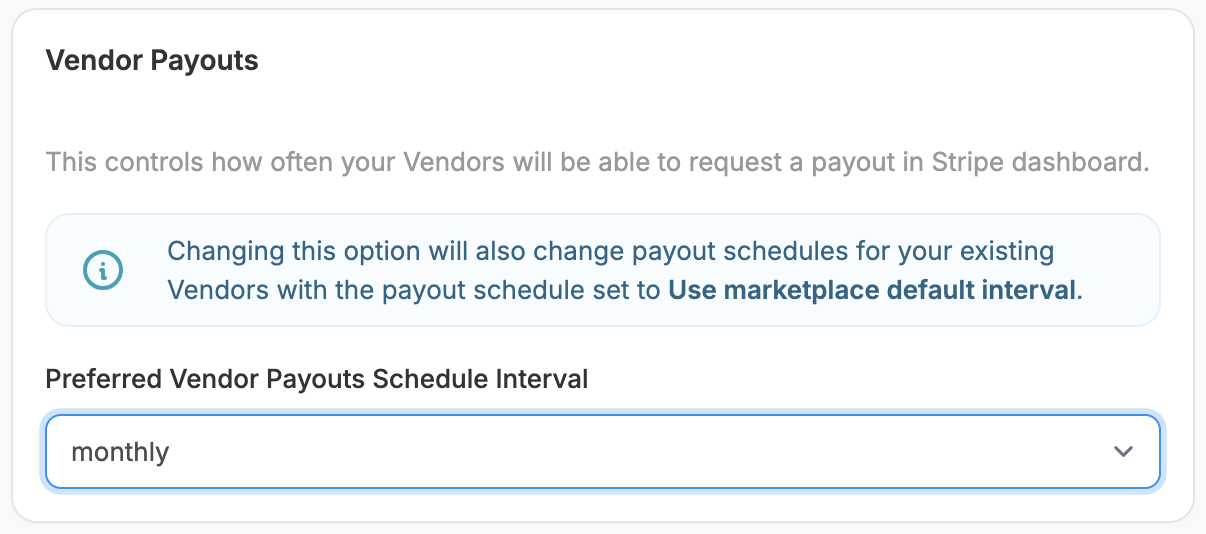 Vendor Payouts
This controls how often your Vendors will be able to request a payout in Stripe dashboard.
Changing this option will also change payout schedules for your existing
Vendors with the payout schedule set to Use marketplace default interval.
Preferred Vendor Payouts Schedule Interval
monthly